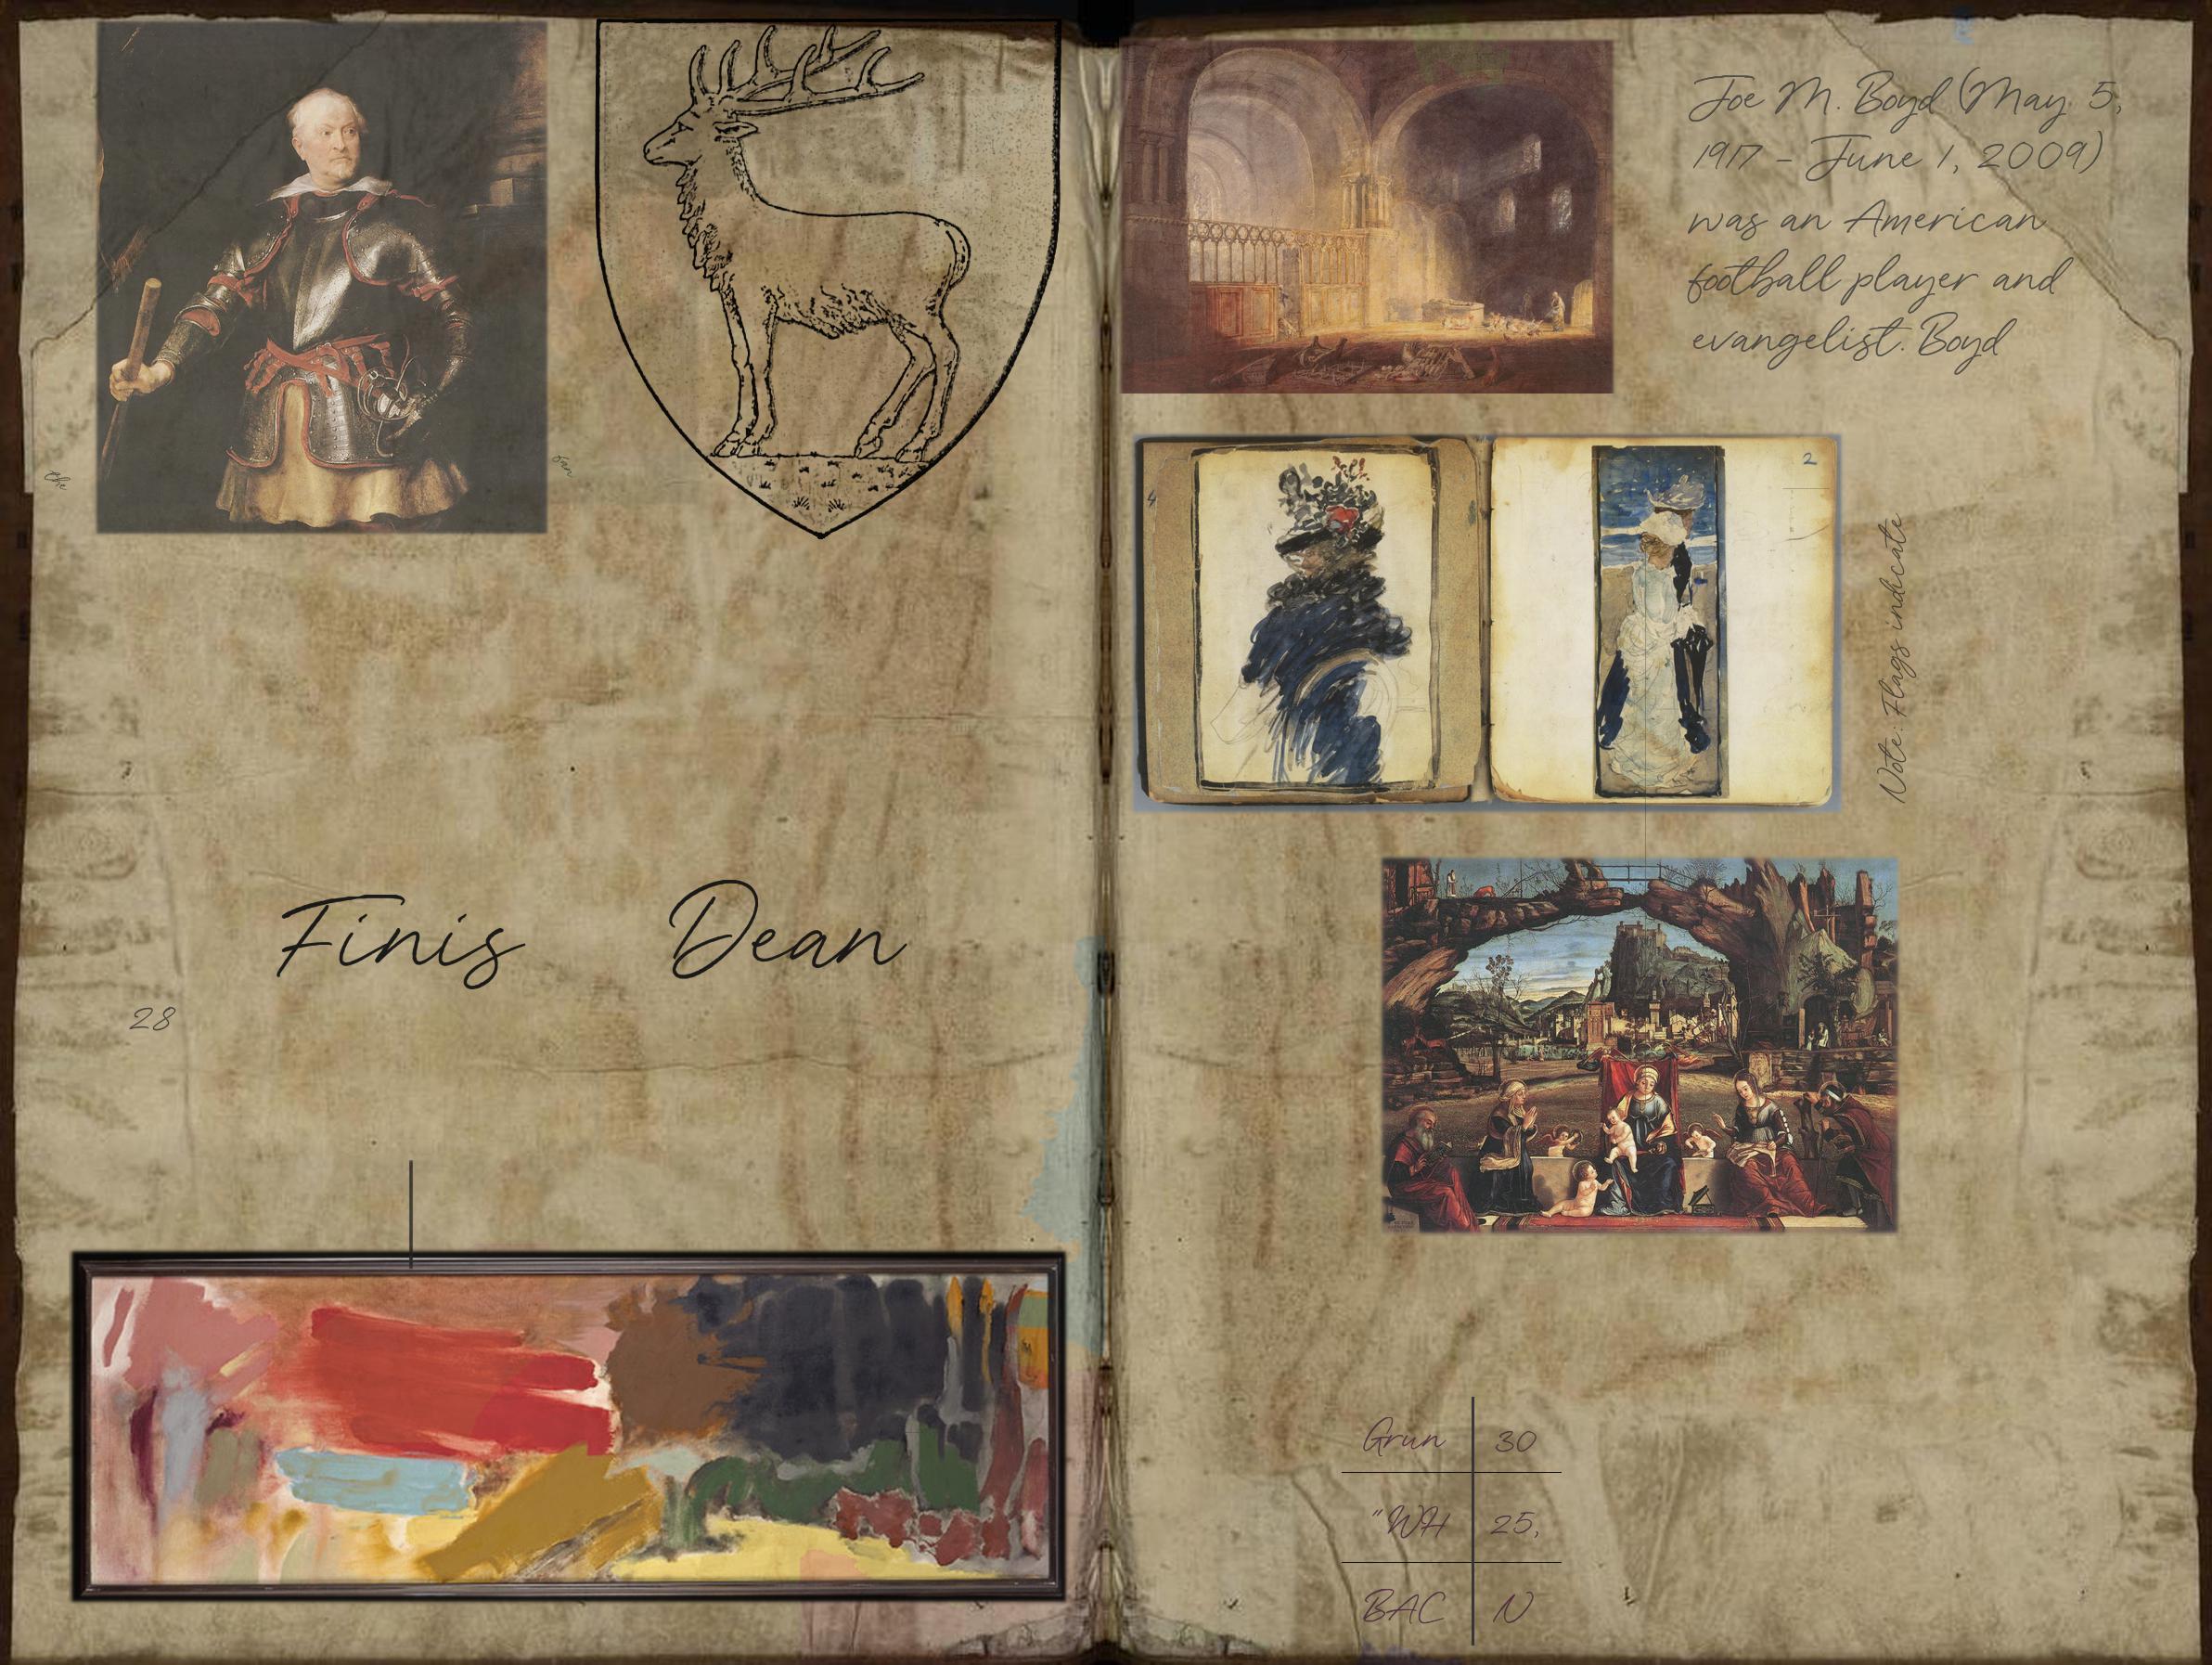 Finis Dean
28
Joe M. Boyd (May 5,
1917 – June 1, 2009)
was an American
football player and
evangelist. Boyd
2
Note: Flags indicate
Grun 30
"WH 25,
BAC N